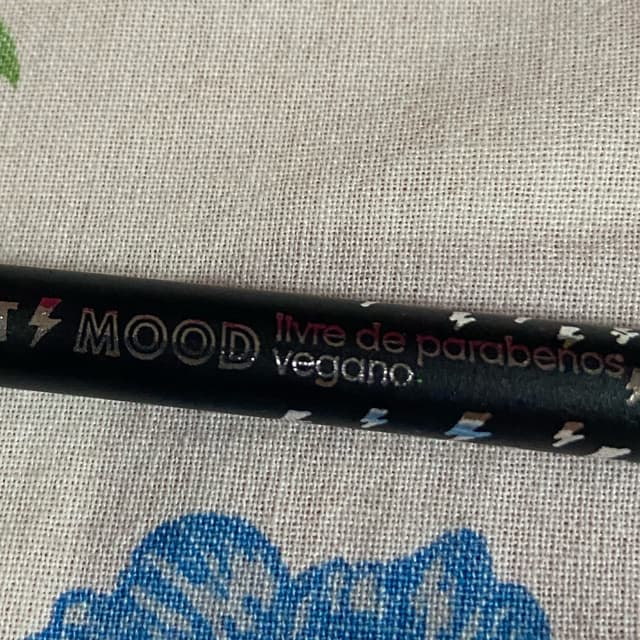 T MOOD
livre de parabenos
vegano